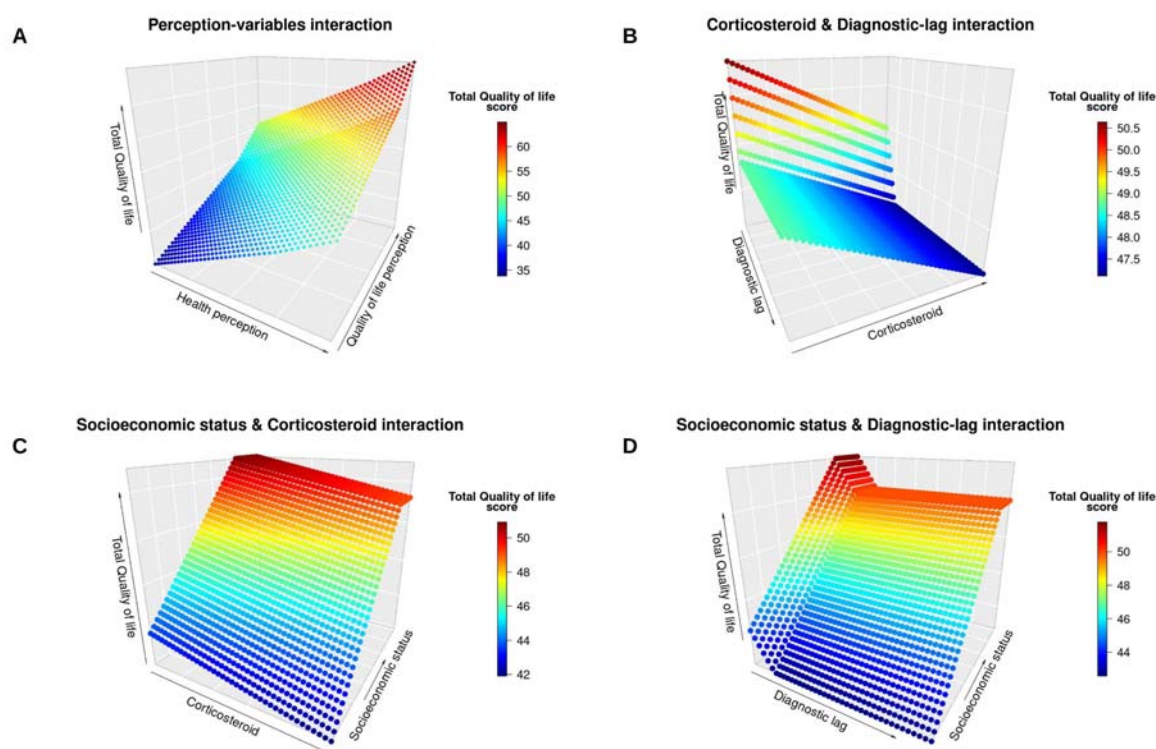 A
Perception-variables interaction
Total Quality of life
Health perception
Quality of life perception
Total Quality of life
score
60
55
50
45
40
35
B
Corticosteroid & Diagnostic-lag interaction
Total Quality of life
Diagnostic lag
Corticosteroid
Total Quality of life
score
50.5
50.0
49.5
49.0
48.5
48.0
47.5
C
Socioeconomic status & Corticosteroid interaction
Total Quality of life
Corticosteroid
Socioeconomic status
Total Quality of life
score
50
48
46
44
42
D
Socioeconomic status & Diagnostic-lag interaction
Total Quality of life
Diagnostic lag
Socioeconomic status
Total Quality of life
score
50
48
46
44